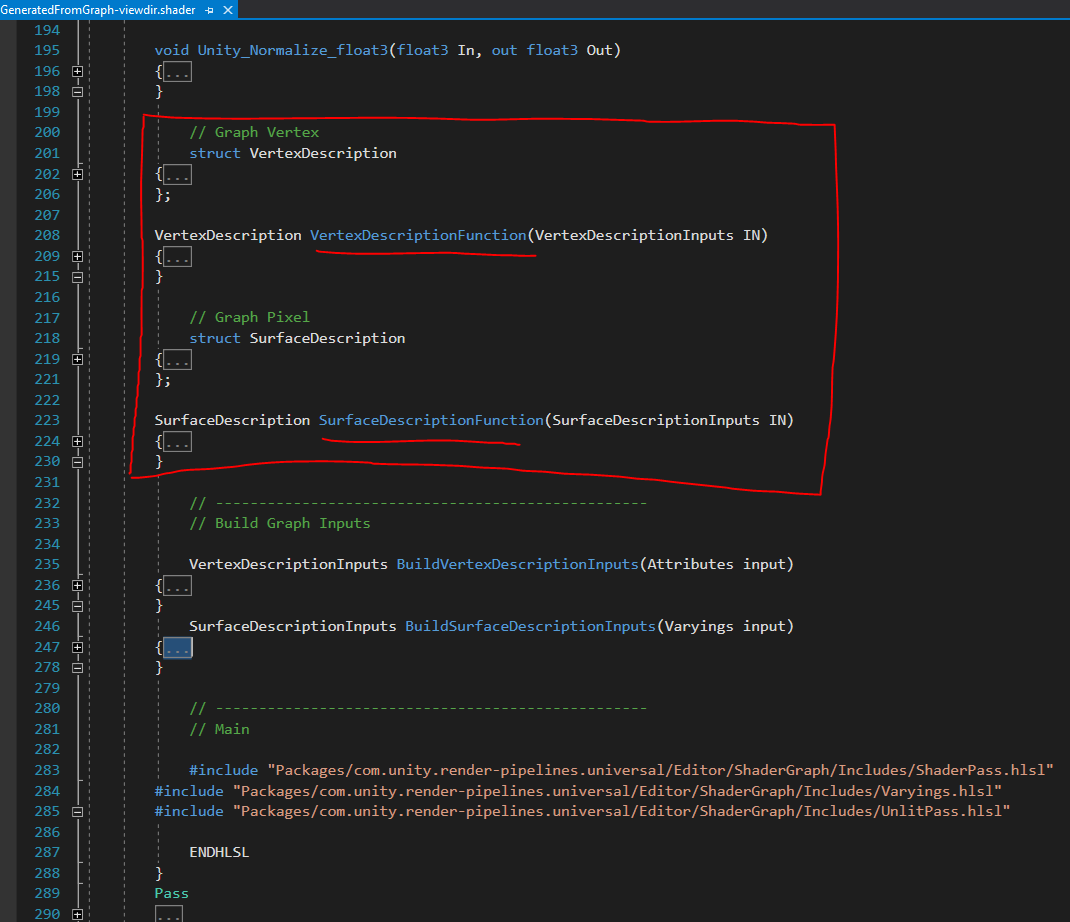 GeneratedFromGraph-viewdir.shader
194
195 void Unity_Normalize_float3(float3 In, out float3 Out)
196 {...
198 }
199
200 // Graph Vertex
201 struct VertexDescription
202 {...
206 };
207
208 VertexDescription VertexDescriptionFunction(VertexDescriptionInputs IN)
209 {...
215 }
216
217 // Graph Pixel
218 struct SurfaceDescription
219 {...
221 };
222
223 SurfaceDescription SurfaceDescriptionFunction(SurfaceDescriptionInputs IN)
224 {...
230 }
231
232 // --------------------------------------------------
233 // Build Graph Inputs
234
235 VertexDescriptionInputs BuildVertexDescriptionInputs(Attributes input)
236 {...
245 }
246 SurfaceDescriptionInputs BuildSurfaceDescriptionInputs(Varyings input)
247 {...
278 }
279
280 // --------------------------------------------------
281 // Main
282
283 #include "Packages/com.unity.render-pipelines.universal/Editor/ShaderGraph/Includes/ShaderPass.hlsl"
284 #include "Packages/com.unity.render-pipelines.universal/Editor/ShaderGraph/Includes/Varyings.hlsl"
285 #include "Packages/com.unity.render-pipelines.universal/Editor/ShaderGraph/Includes/UnlitPass.hlsl"
286
287 ENDHLSL
288 }
289 Pass
290 ...